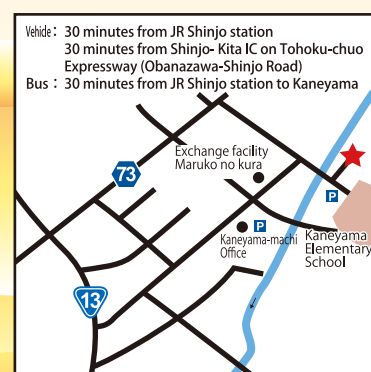 Vehicle: 30 minutes from JR Shinjo station
30 minutes from Shinjo- Kita IC on Tohoku-chuo
Expressway (Obanazawa-Shinjo Road)
Bus : 30 minutes from JR Shinjo station to Kaneyama
Exchange facility
Maruko no kura
73
P
P
Kaneyama-machi
Office
Kaneyama
Elementary
School
13